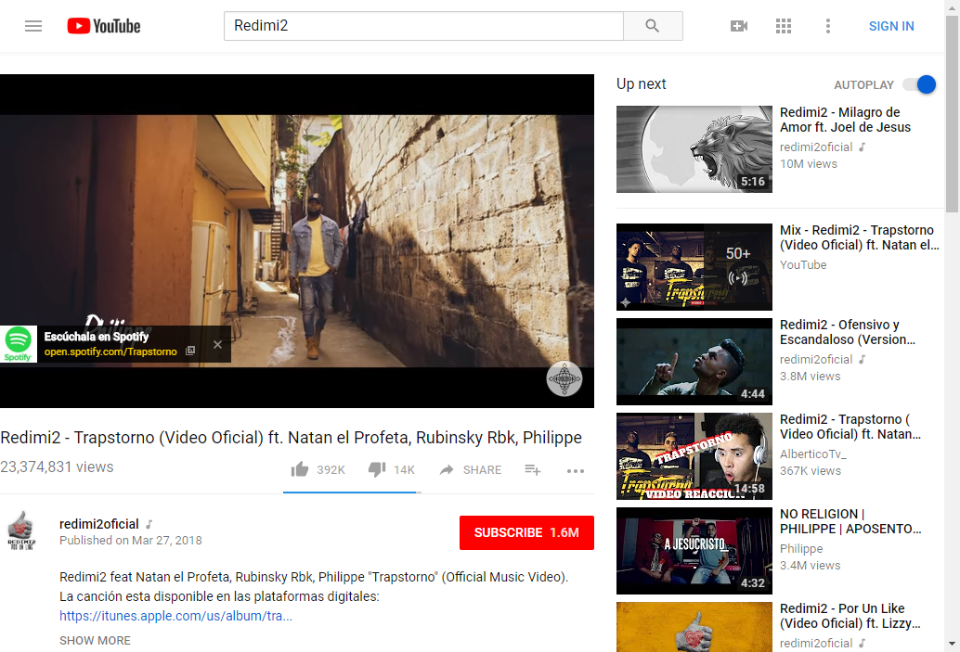 YouTube
Redimi2
SIGN IN
Philippe
Escúchala en Spotify
open.spotify.com/Trapstorno
Spotify
Redimi2 - Trapstorno (Video Oficial) ft. Natan el Profeta, Rubinsky Rbk, Philippe
23,374,831 views
392K
14K
SHARE
redimi2oficial
Published on Mar 27, 2018
SUBSCRIBE 1.6M
Redimi2 feat Natan el Profeta, Rubinsky Rbk, Philippe "Trapstorno" (Official Music Video).
La canción esta disponible en las plataformas digitales:
https://itunes.apple.com/us/album/tra...
SHOW MORE
Up next
AUTOPLAY
5:16
Redimi2 - Milagro de
Amor ft. Joel de Jesus
redimi2oficial
10M views
50+
Trapstorno
Mix - Redimi2 - Trapstorno
(Video Oficial) ft. Natan el...
YouTube
4:44
Redimi2 - Ofensivo y
Escandaloso (Version...
redimi2oficial
3.8M views
TRAPSTORNO
Trapstorno
14:58
VIDEO REACCION
Redimi2 - Trapstorno (
Video Oficial) ft. Natan...
AlberticoTv_
367K views
A JESUCRISTO_
4:32
NO RELIGION |
PHILIPPE | APOSENTO...
Philippe
3.4M views
Redimi2 - Por Un Like
(Video Oficial) ft. Lizzy...
redimi2oficial